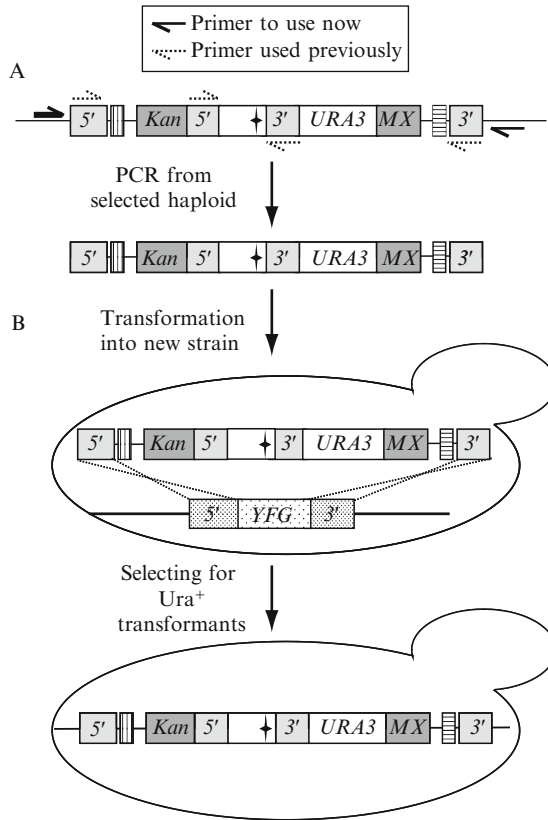 Primer to use now
Primer used previously
A
5' Kan 5' 3' URA3 MX 3'
PCR from
selected haploid
5' Kan 5' 3' URA3 MX 3'
B
Transformation
into new strain
5' Kan 5' 3' URA3 MX 3'
5' YFG 3'
Selecting for
Ura⁺
transformants
5' Kan 5' 3' URA3 MX 3'